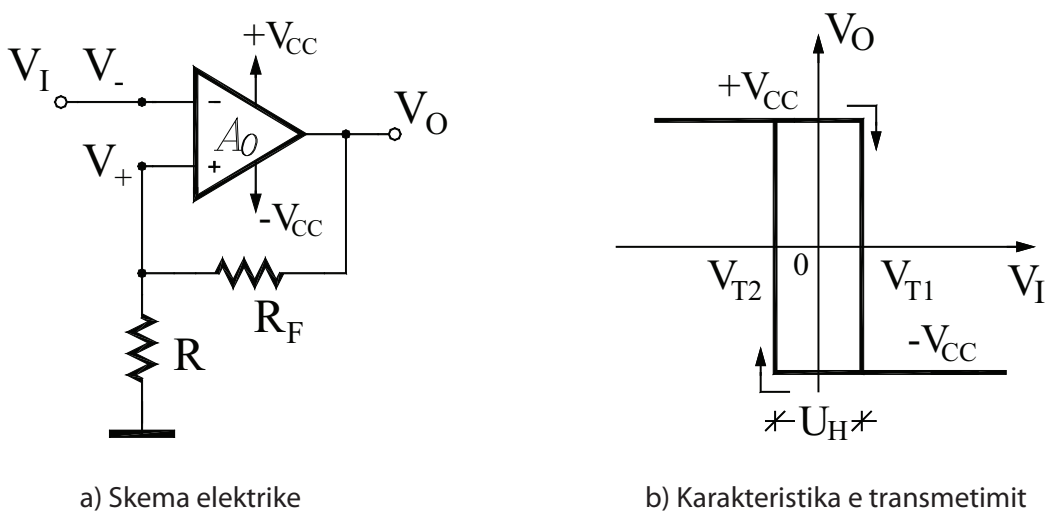 +V_CC
V_I
V_-
−
A_0
V_O
V_+
+
-V_CC
R_F
R
a) Skema elektrike
V_O
+V_CC
V_T2
0
V_T1
V_I
-V_CC
U_H
b) Karakteristika e transmetimit